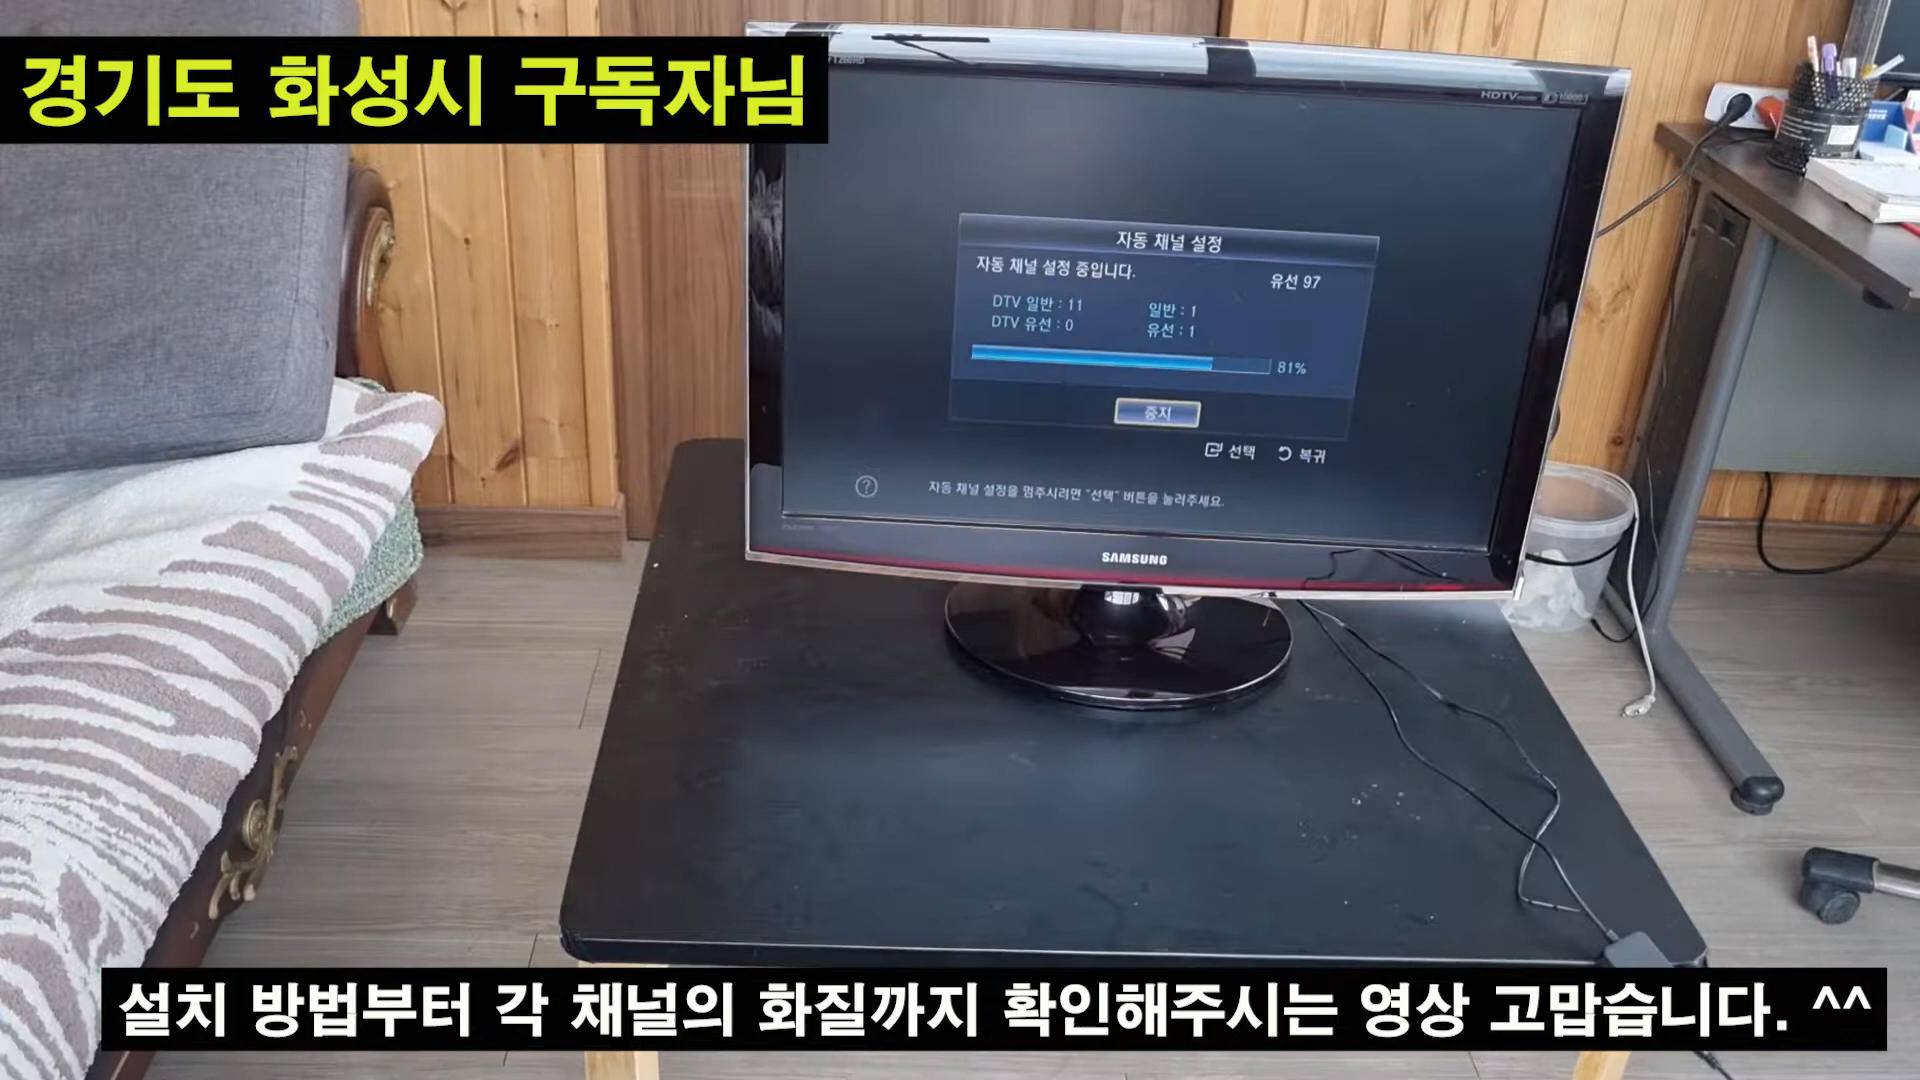 경기도 화성시 구독자님
HDTV
자동 채널 설정
자동 채널 설정 중입니다.
유선 97
DTV 일반 : 11
일반 : 1
DTV 유선 : 0
유선 : 1
81%
중지
선택
복귀
?
자동 채널 설정을 멈추시려면 "선택" 버튼을 눌러주세요.
SAMSUNG
설치 방법부터 각 채널의 화질까지 확인해주시는 영상 고맙습니다. ^^